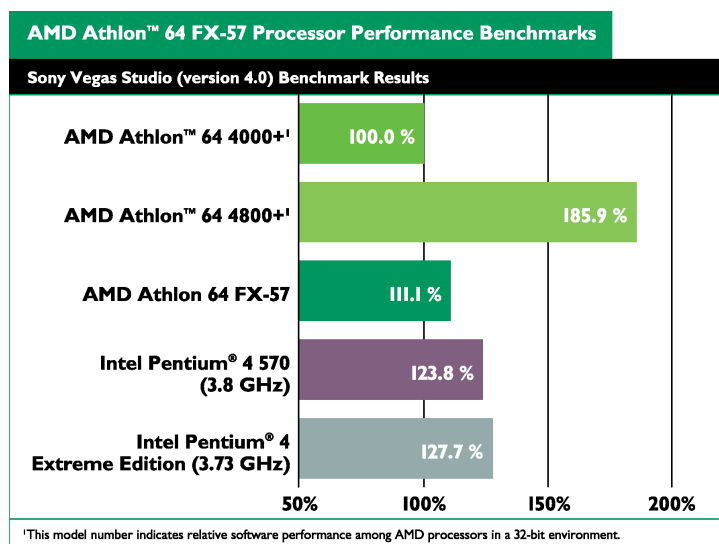 AMD Athlon™ 64 FX-57 Processor Performance Benchmarks
Sony Vegas Studio (version 4.0) Benchmark Results
AMD Athlon™ 64 4000+¹
100.0 %
AMD Athlon™ 64 4800+¹
185.9 %
AMD Athlon 64 FX-57
111.1 %
Intel Pentium® 4 570
(3.8 GHz)
123.8 %
Intel Pentium® 4
Extreme Edition (3.73 GHz)
127.7 %
50% 100% 150% 200%
¹This model number indicates relative software performance among AMD processors in a 32-bit environment.